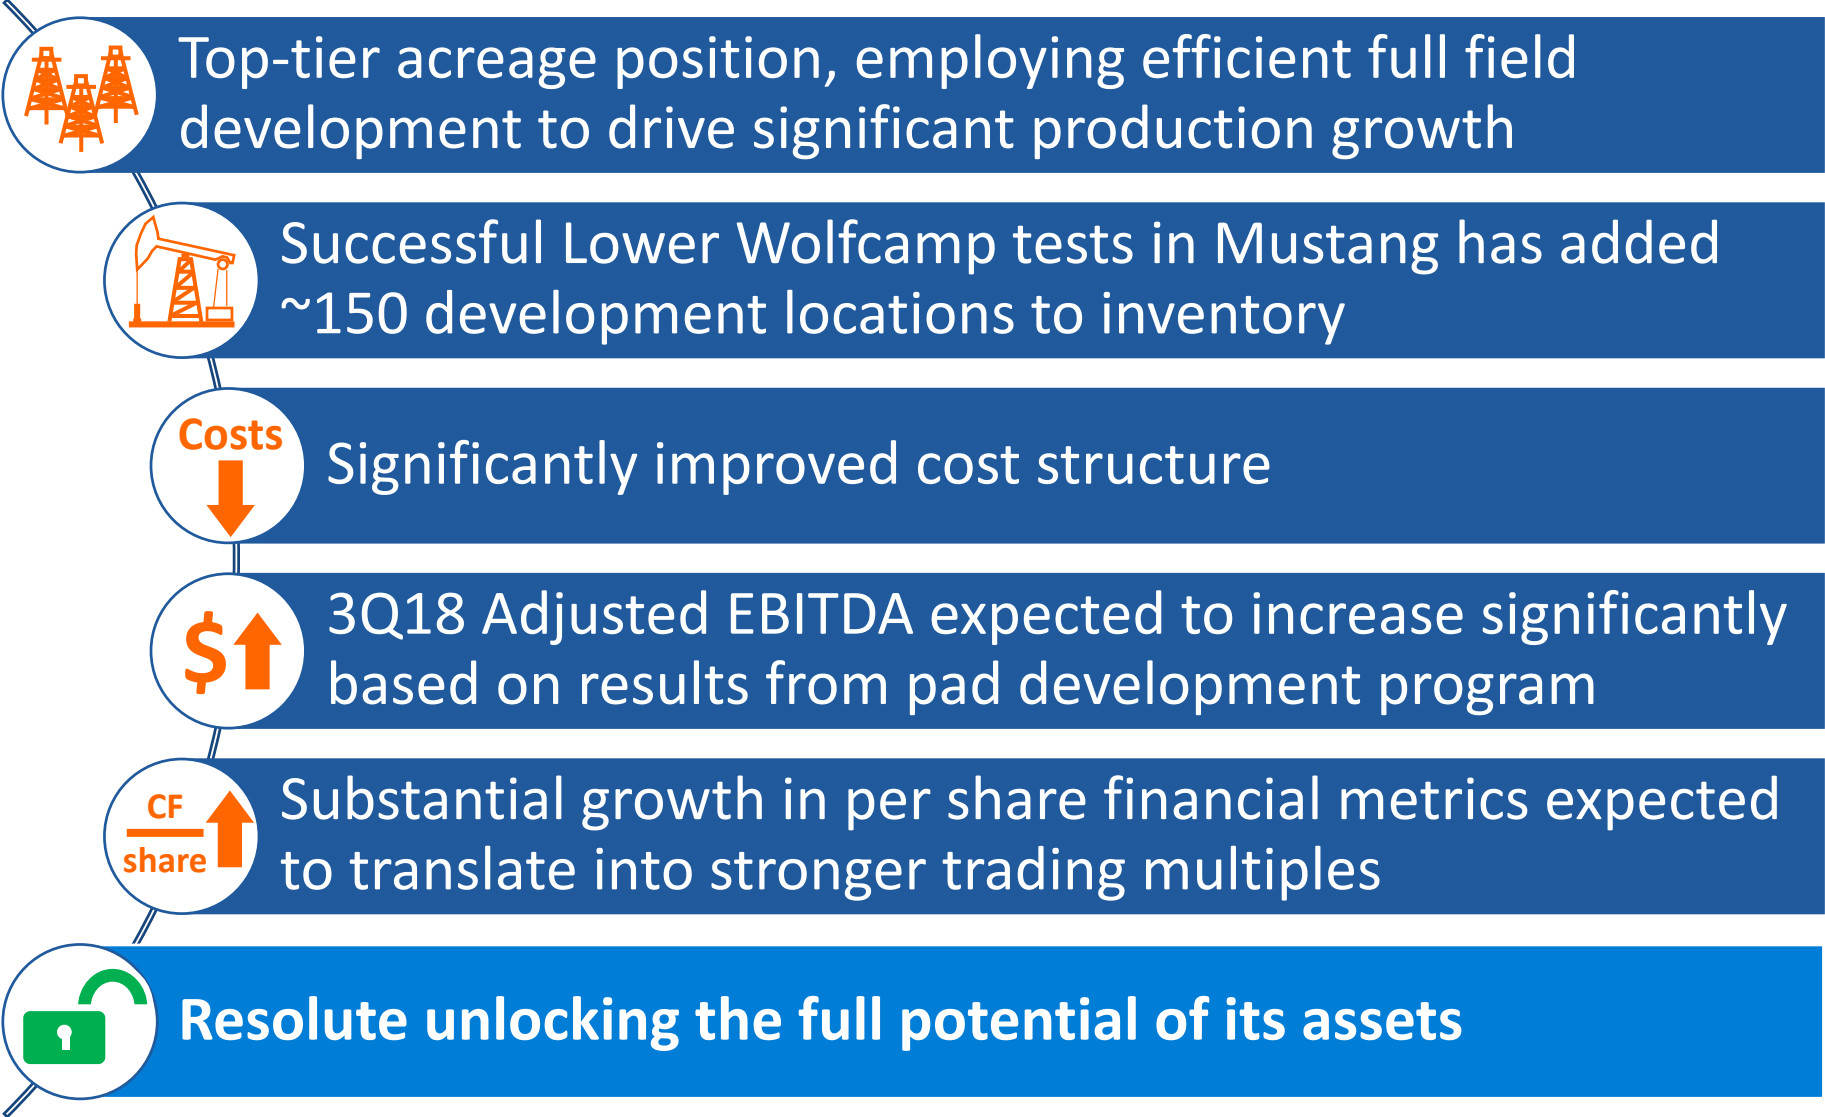 Top-tier acreage position, employing efficient full field
development to drive significant production growth
Successful Lower Wolfcamp tests in Mustang has added
~150 development locations to inventory
Costs
Significantly improved cost structure
$
3Q18 Adjusted EBITDA expected to increase significantly
based on results from pad development program
CF
share
Substantial growth in per share financial metrics expected
to translate into stronger trading multiples
Resolute unlocking the full potential of its assets